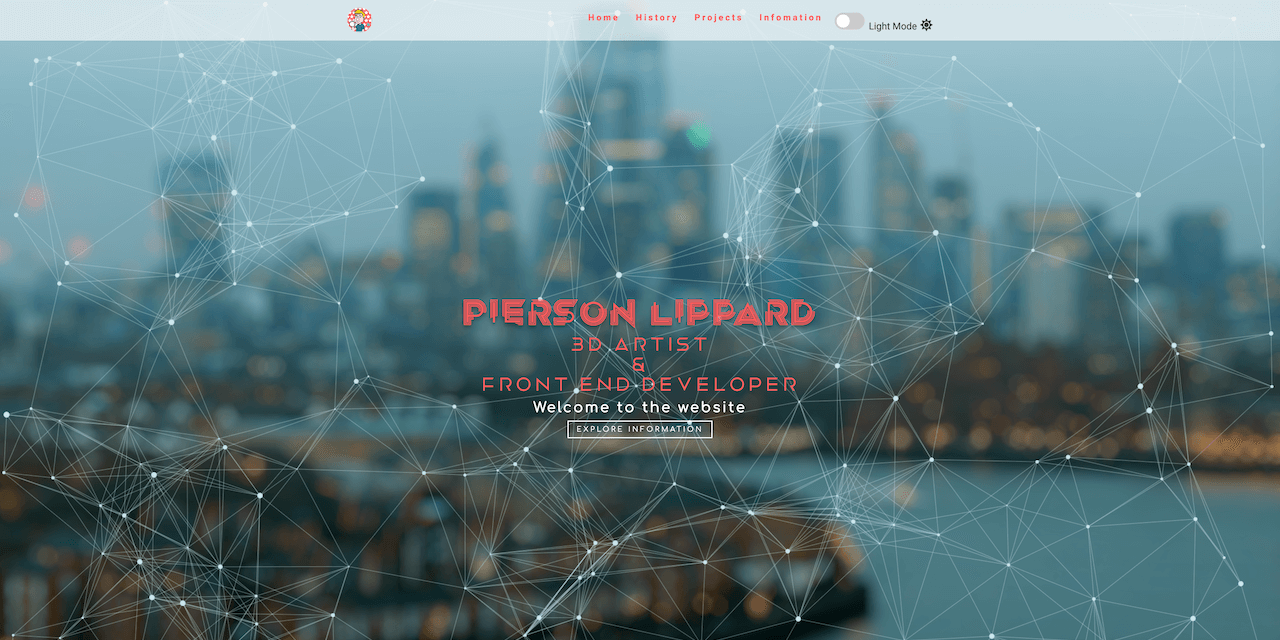 Home History Projects Infomation Light Mode
PIERSON LIPPARD
3D ARTIST
&
FRONT END DEVELOPER
Welcome to the website
EXPLORE INFORMATION